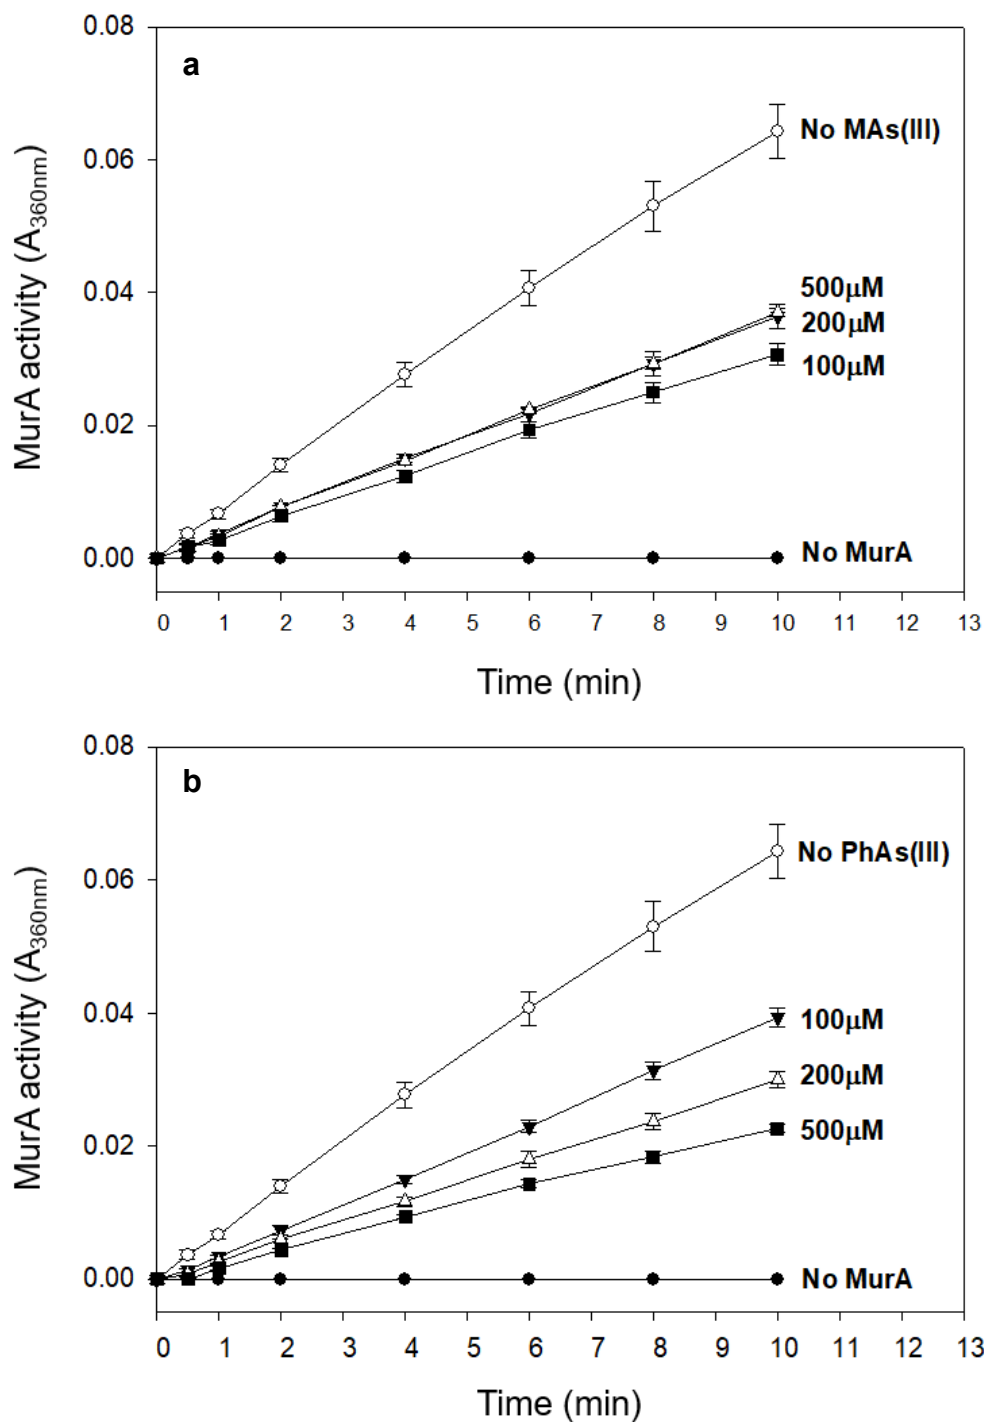 0.08
a
No MAs(III)
0.06
MurA activity (A360nm)
0.04
500μM
200μM
100μM
0.02
0.00
No MurA
0 1 2 3 4 5 6 7 8 9 10 11 12 13
Time (min)
0.08
b
No PhAs(III)
0.06
MurA activity (A360nm)
0.04
100μM
200μM
500μM
0.02
0.00
No MurA
0 1 2 3 4 5 6 7 8 9 10 11 12 13
Time (min)